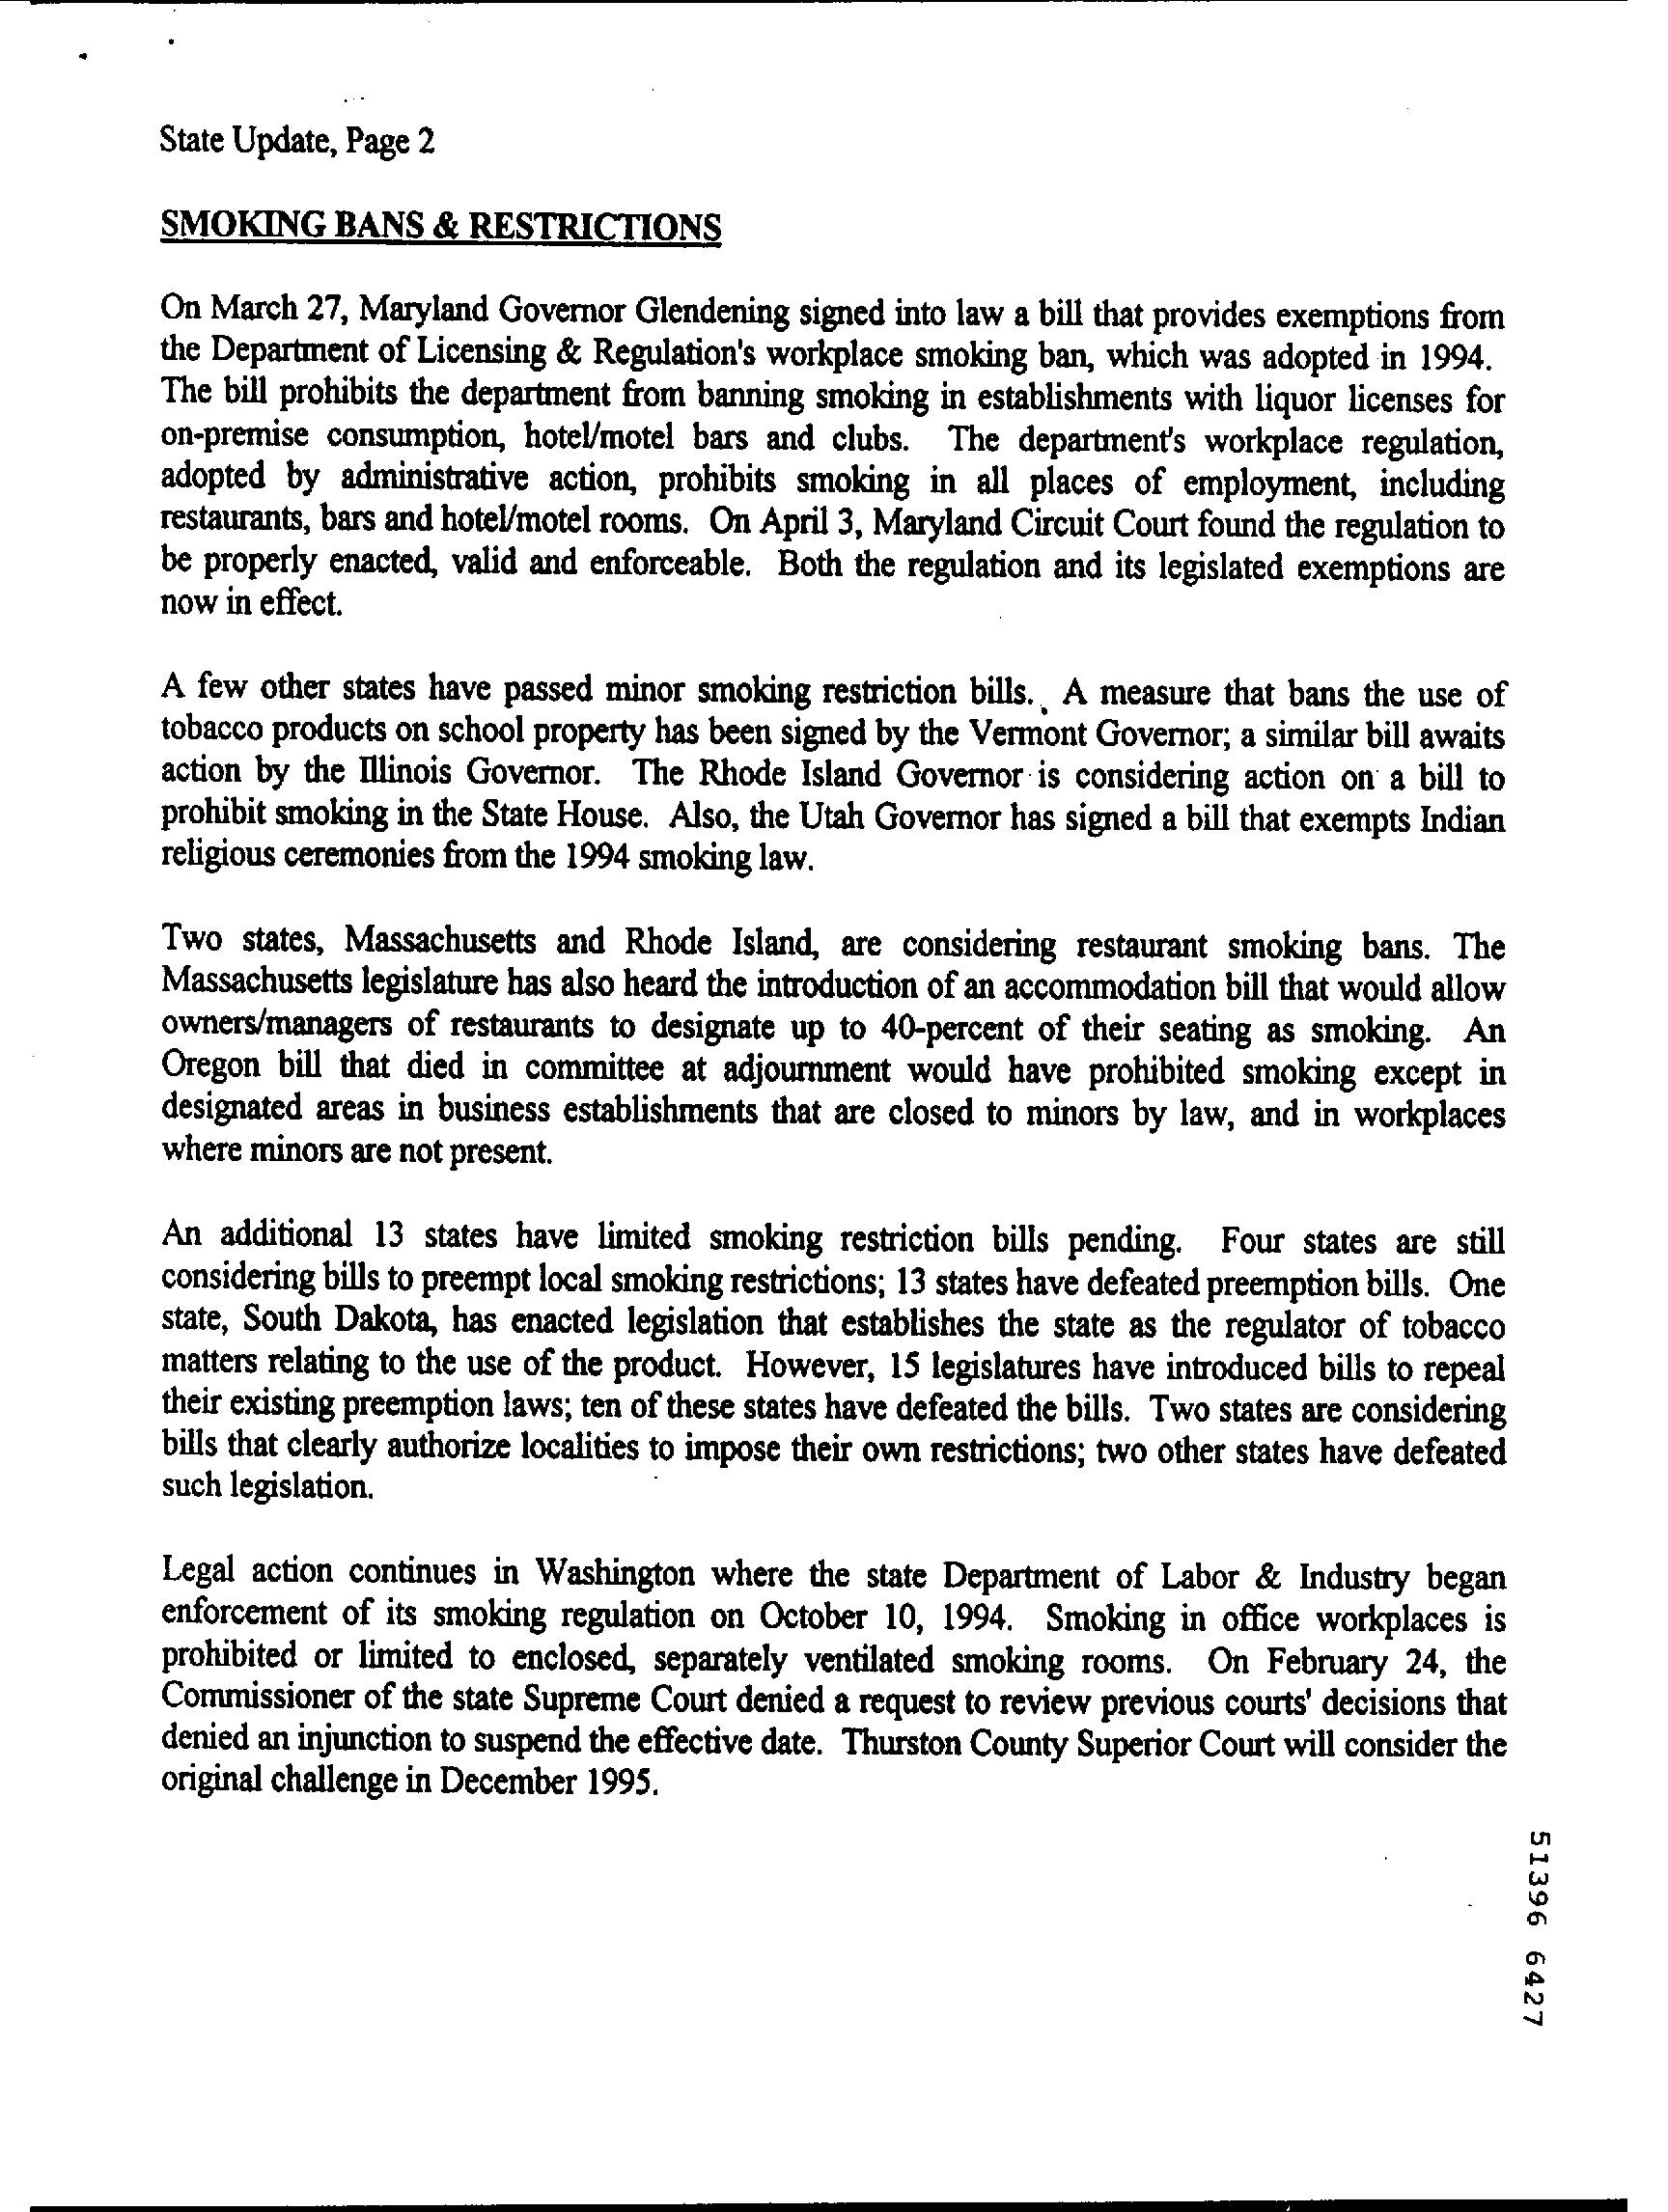 State Update, Page 2
SMOKING BANS & RESTRICTIONS
On March 27, Maryland Governor Glendening signed into law a bill that provides exemptions from
the Department of Licensing & Regulation's workplace smoking ban, which was adopted in 1994.
The bill prohibits the department from banning smoking in establishments with liquor licenses for
on-premise consumption, hotel/motel bars and clubs. The department's workplace regulation,
adopted by administrative action, prohibits smoking in all places of employment, including
restaurants, bars and hotel/motel rooms. On April 3, Maryland Circuit Court found the regulation to
be properly enacted, valid and enforceable. Both the regulation and its legislated exemptions are
now in effect.
A few other states have passed minor smoking restriction bills. A measure that bans the use of
tobacco products on school property has been signed by the Vermont Governor; a similar bill awaits
action by the Illinois Governor. The Rhode Island Governor is considering action on a bill to
prohibit smoking in the State House. Also, the Utah Governor has signed a bill that exempts Indian
religious ceremonies from the 1994 smoking law.
Two states, Massachusetts and Rhode Island, are considering restaurant smoking bans. The
Massachusetts legislature has also heard the introduction of an accommodation bill that would allow
owners/managers of restaurants to designate up to 40-percent of their seating as smoking. An
Oregon bill that died in committee at adjournment would have prohibited smoking except in
designated areas in business establishments that are closed to minors by law, and in workplaces
where minors are not present.
An additional 13 states have limited smoking restriction bills pending. Four states are still
considering bills to preempt local smoking restrictions; 13 states have defeated preemption bills. One
state, South Dakota, has enacted legislation that establishes the state as the regulator of tobacco
matters relating to the use of the product. However, 15 legislatures have introduced bills to repeal
their existing preemption laws; ten of these states have defeated the bills. Two states are considering
bills that clearly authorize localities to impose their own restrictions; two other states have defeated
such legislation.
Legal action continues in Washington where the state Department of Labor & Industry began
enforcement of its smoking regulation on October 10, 1994. Smoking in office workplaces is
prohibited or limited to enclosed, separately ventilated smoking rooms. On February 24, the
Commissioner of the state Supreme Court denied a request to review previous courts' decisions that
denied an injunction to suspend the effective date. Thurston County Superior Court will consider the
original challenge in December 1995.
51396 6427